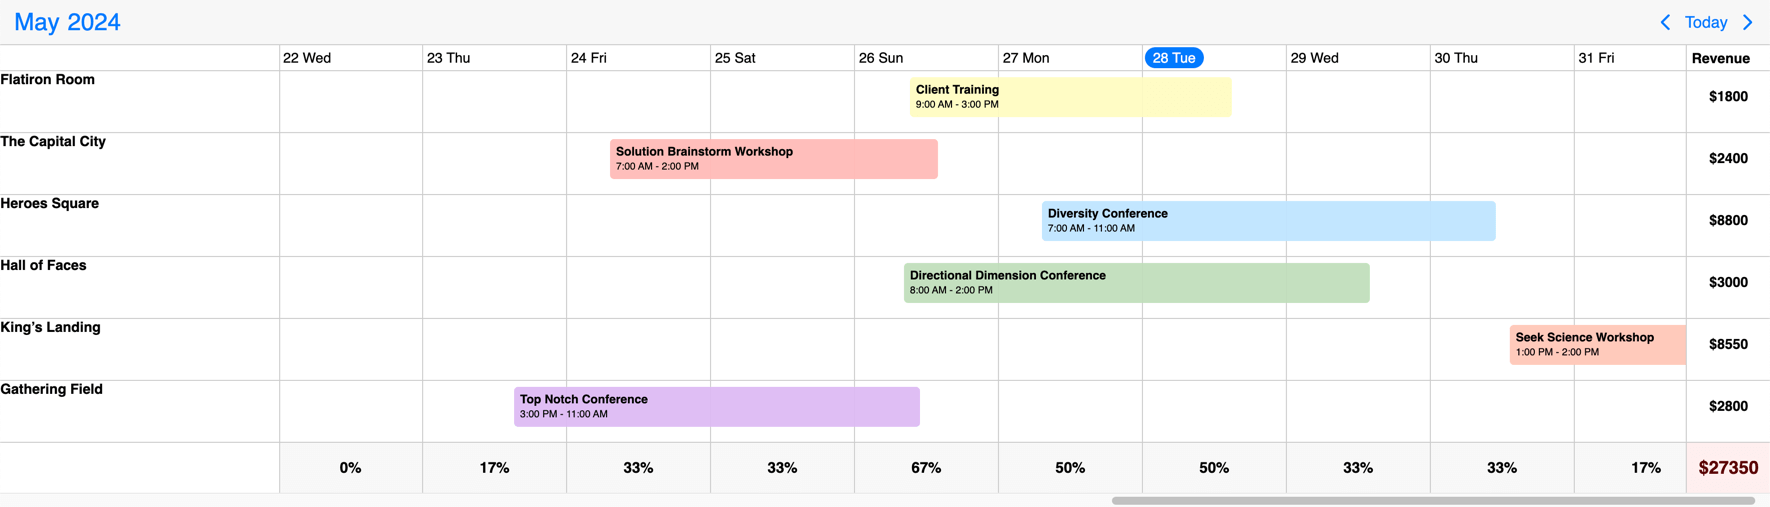 May 2024
Today
22 Wed 23 Thu 24 Fri 25 Sat 26 Sun 27 Mon 28 Tue 29 Wed 30 Thu 31 Fri Revenue
Flatiron Room
Client Training
9:00 AM - 3:00 PM
$1800
The Capital City
Solution Brainstorm Workshop
7:00 AM - 2:00 PM
$2400
Heroes Square
Diversity Conference
7:00 AM - 11:00 AM
$8800
Hall of Faces
Directional Dimension Conference
8:00 AM - 2:00 PM
$3000
King’s Landing
Seek Science Workshop
1:00 PM - 2:00 PM
$8550
Gathering Field
Top Notch Conference
3:00 PM - 11:00 AM
$2800
0% 17% 33% 33% 67% 50% 50% 33% 33% 17% $27350